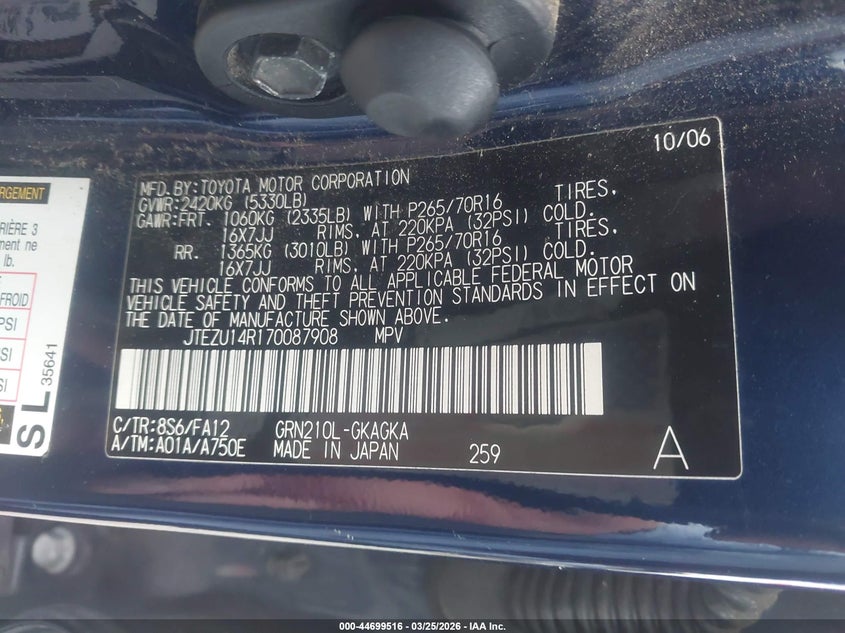 10/06
MFD.BY:TOYOTA MOTOR CORPORATION
GVWR:2420KG (5330LB)
GAWR:FRT. 1060KG (2335LB) WITH P265/70R16 TIRES,
16X7JJ RIMS. AT 220KPA (32PSI) COLD.
RR. 1365KG (3010LB) WITH P265/70R16 TIRES,
16X7JJ RIMS. AT 220KPA (32PSI) COLD.
THIS VEHICLE CONFORMS TO ALL APPLICABLE FEDERAL MOTOR
VEHICLE SAFETY AND THEFT PREVENTION STANDARDS IN EFFECT ON
THE DATE OF MANUFACTURE SHOWN ABOVE.
JTEZU14R170087908 MPV
C/TR:8S6/FA12 GRN210L-GKAGKA
A/TM:A01A/A750E MADE IN JAPAN 259 A
ARGEMENT
RIÈRE 3
ment ne
lb.
FROID
PSI
SI
SI
SL 35641
000-44699516 — 03/25/2026 — IAA Inc.